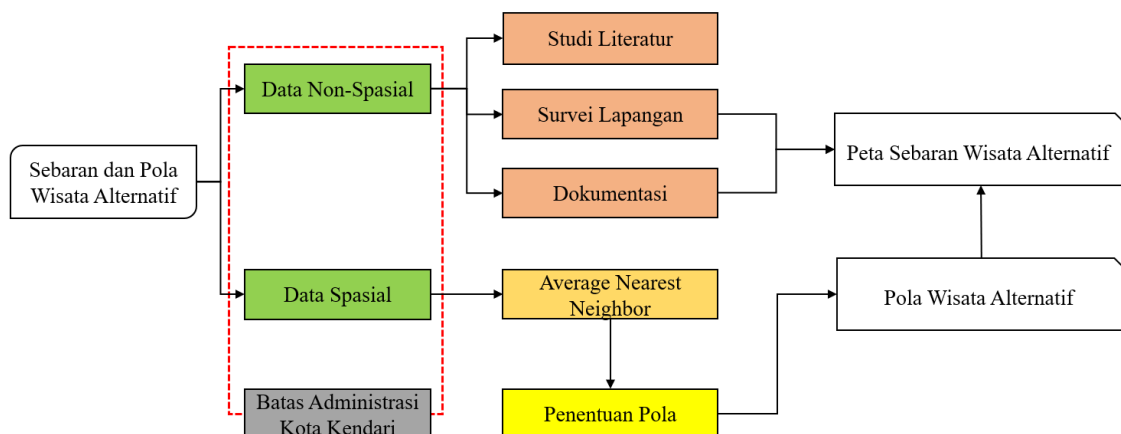 Studi Literatur
Data Non-Spasial
Survei Lapangan
Sebaran dan Pola
Wisata Alternatif
Peta Sebaran Wisata Alternatif
Dokumentasi
Data Spasial
Average Nearest
Neighbor
Pola Wisata Alternatif
Batas Administrasi
Kota Kendari
Penentuan Pola